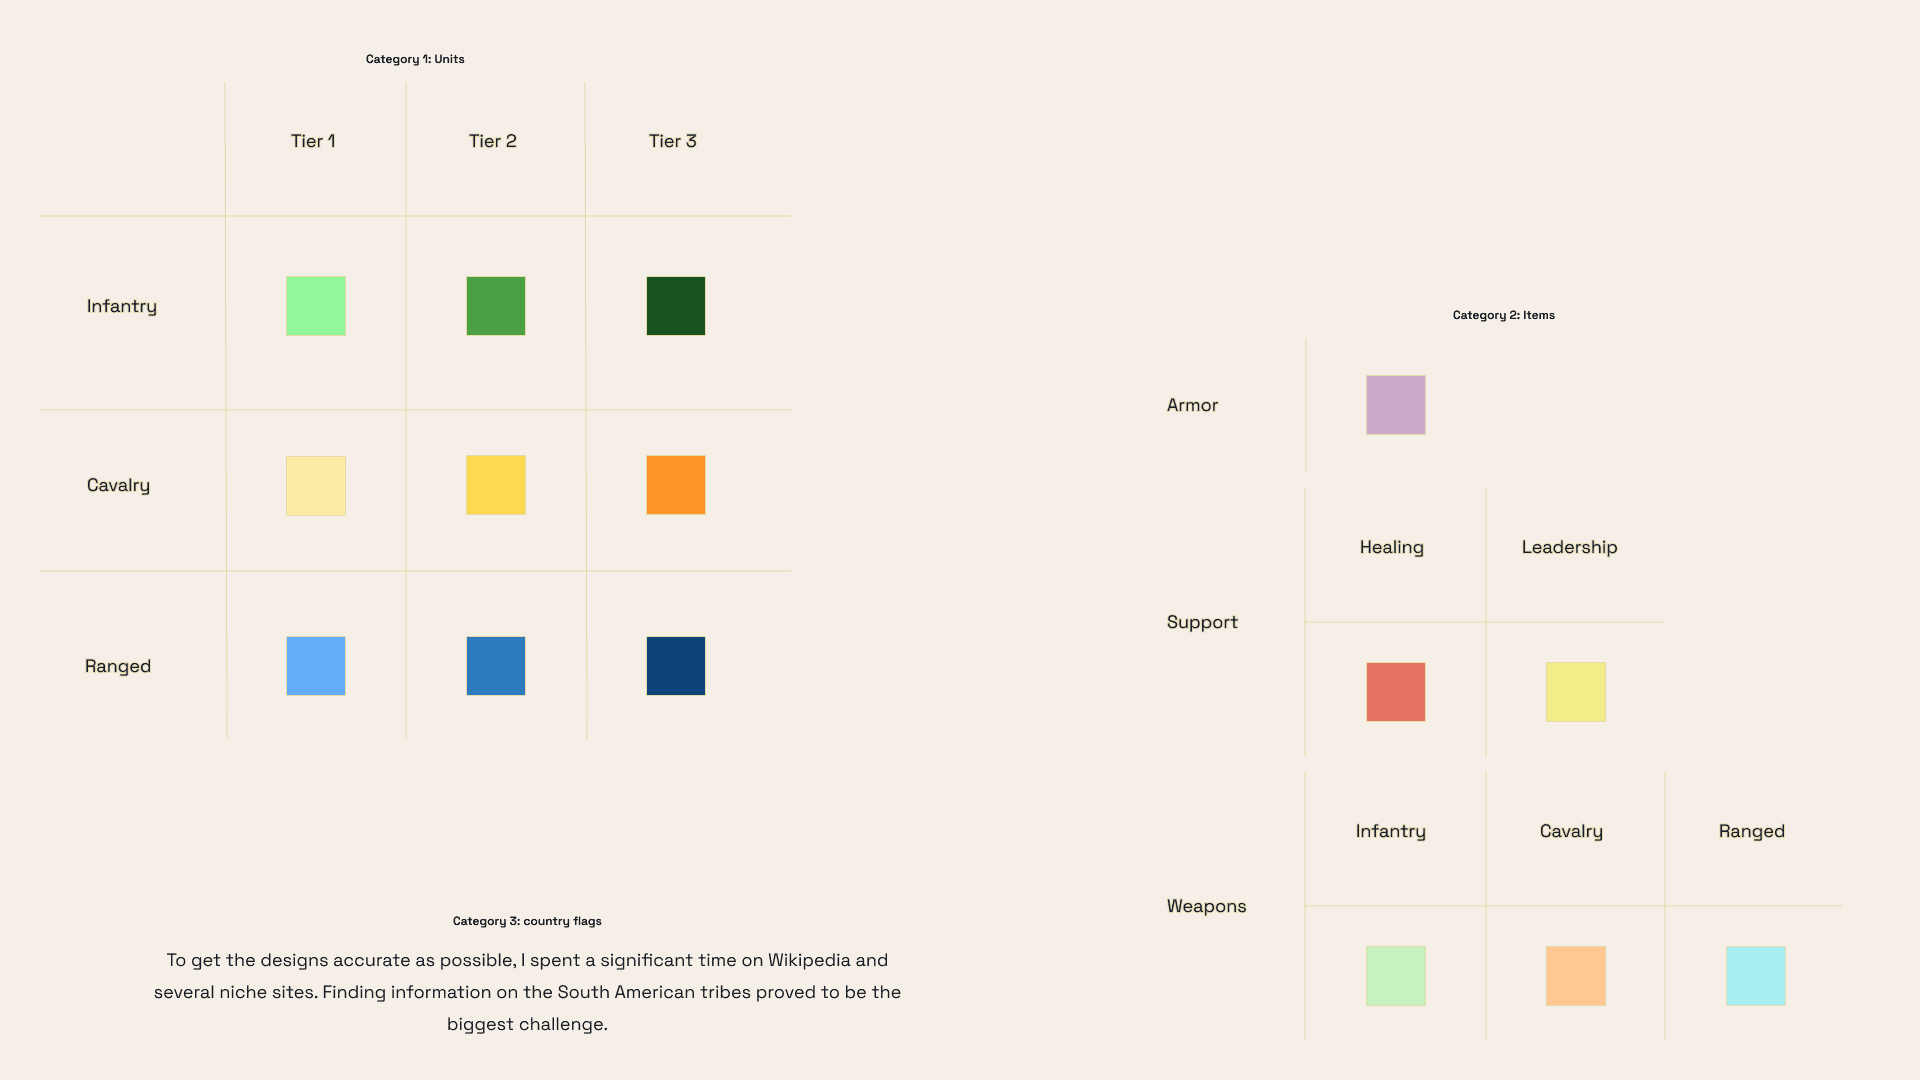 Category 1: Units
Tier 1
Tier 2
Tier 3
Infantry
Cavalry
Ranged
Category 2: Items
Armor
Healing
Leadership
Support
Infantry
Cavalry
Ranged
Weapons
Category 3: country flags
To get the designs accurate as possible, I spent a significant time on Wikipedia and
several niche sites. Finding information on the South American tribes proved to be the
biggest challenge.